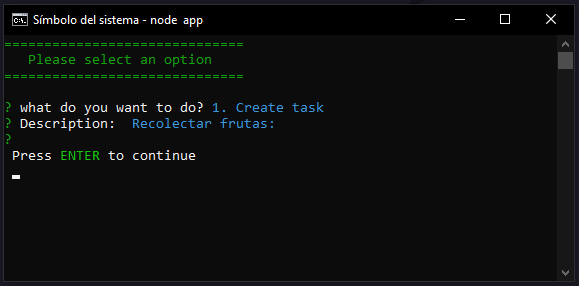 Símbolo del sistema - node app
==============================
Please select an option
==============================
? what do you want to do? 1. Create task
? Description: Recolectar frutas:
?
Press ENTER to continue